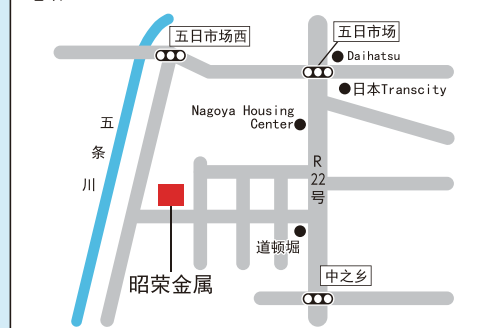 五日市场西
五日市场
Daihatsu
日本Transcity
Nagoya Housing
Center
五
条
川
R
22
号
道顿堀
中之乡
昭荣金属